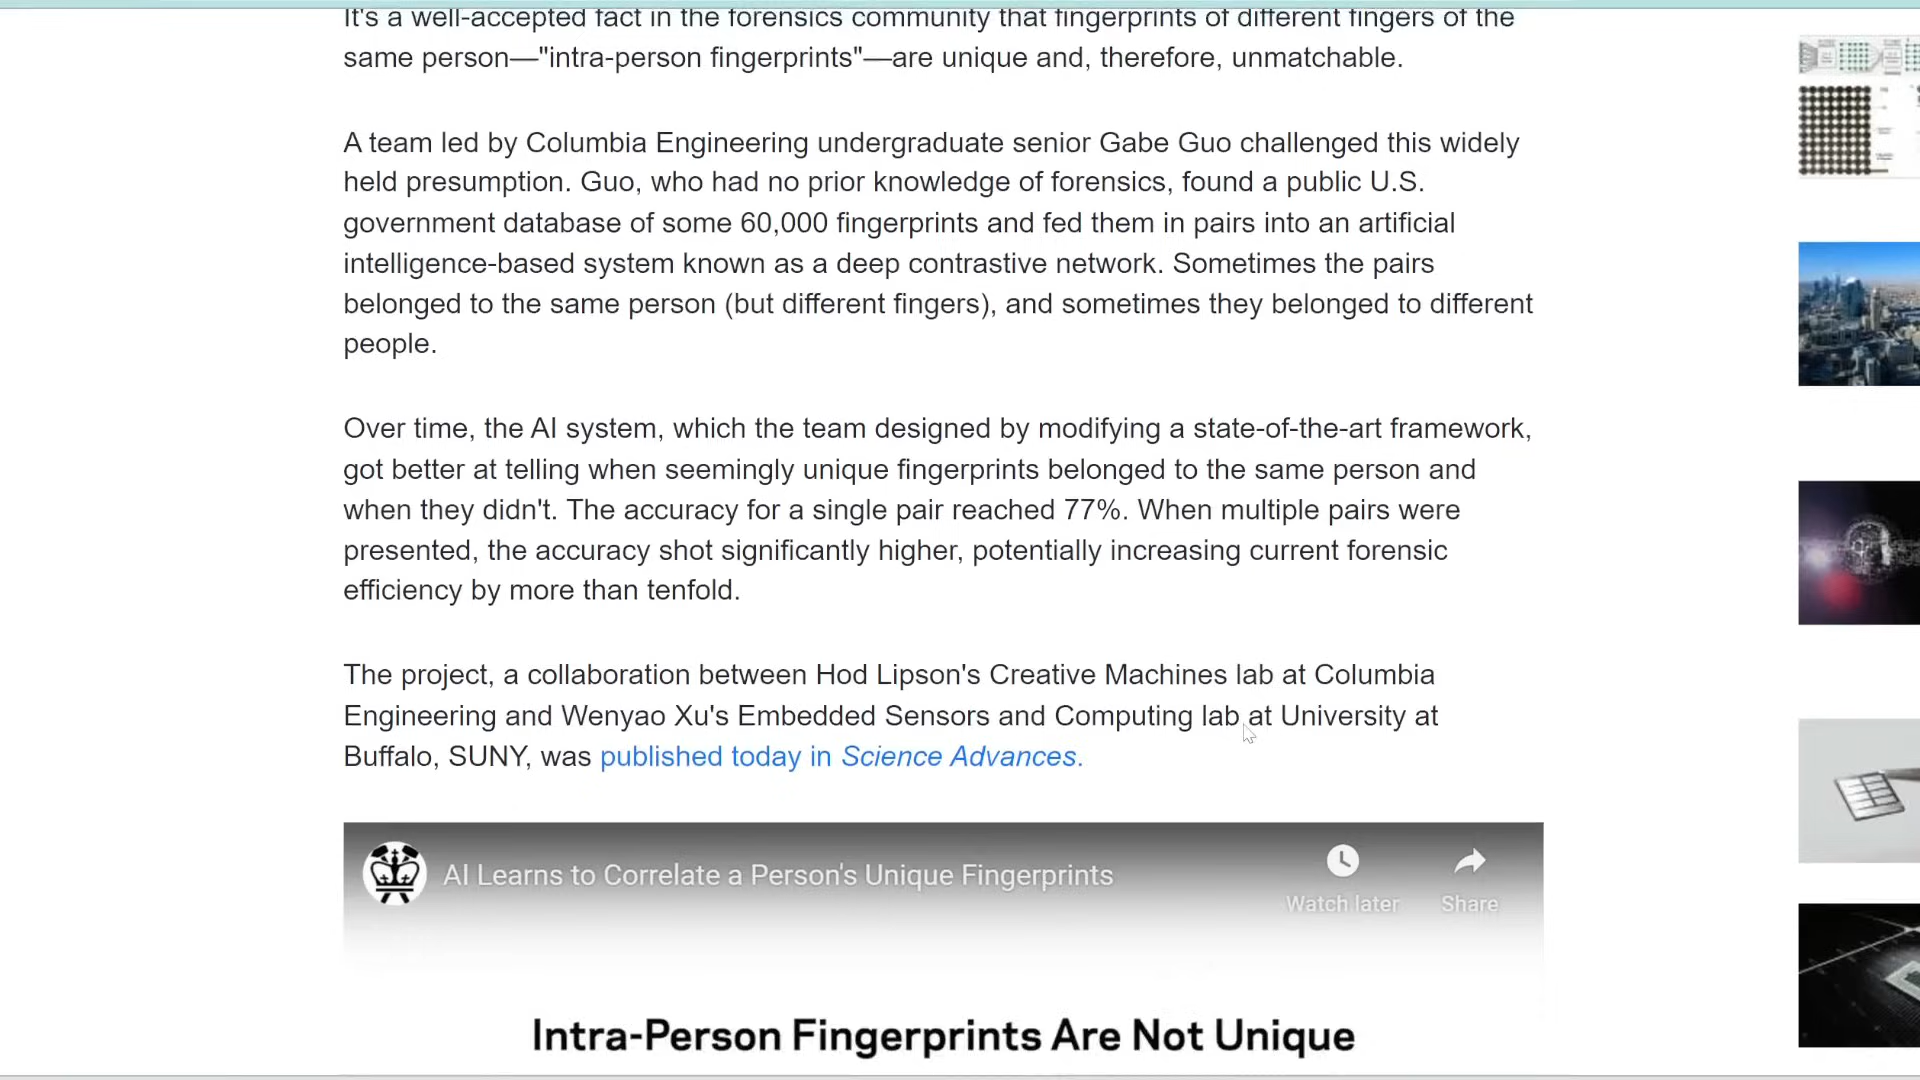 It's a well-accepted fact in the forensics community that fingerprints of different fingers of the
same person—"intra-person fingerprints"—are unique and, therefore, unmatchable.
A team led by Columbia Engineering undergraduate senior Gabe Guo challenged this widely
held presumption. Guo, who had no prior knowledge of forensics, found a public U.S.
government database of some 60,000 fingerprints and fed them in pairs into an artificial
intelligence-based system known as a deep contrastive network. Sometimes the pairs
belonged to the same person (but different fingers), and sometimes they belonged to different
people.
Over time, the AI system, which the team designed by modifying a state-of-the-art framework,
got better at telling when seemingly unique fingerprints belonged to the same person and
when they didn't. The accuracy for a single pair reached 77%. When multiple pairs were
presented, the accuracy shot significantly higher, potentially increasing current forensic
efficiency by more than tenfold.
The project, a collaboration between Hod Lipson's Creative Machines lab at Columbia
Engineering and Wenyao Xu's Embedded Sensors and Computing lab at University at
Buffalo, SUNY, was published today in Science Advances.
AI Learns to Correlate a Person's Unique Fingerprints
Watch later
Share
Intra-Person Fingerprints Are Not Unique